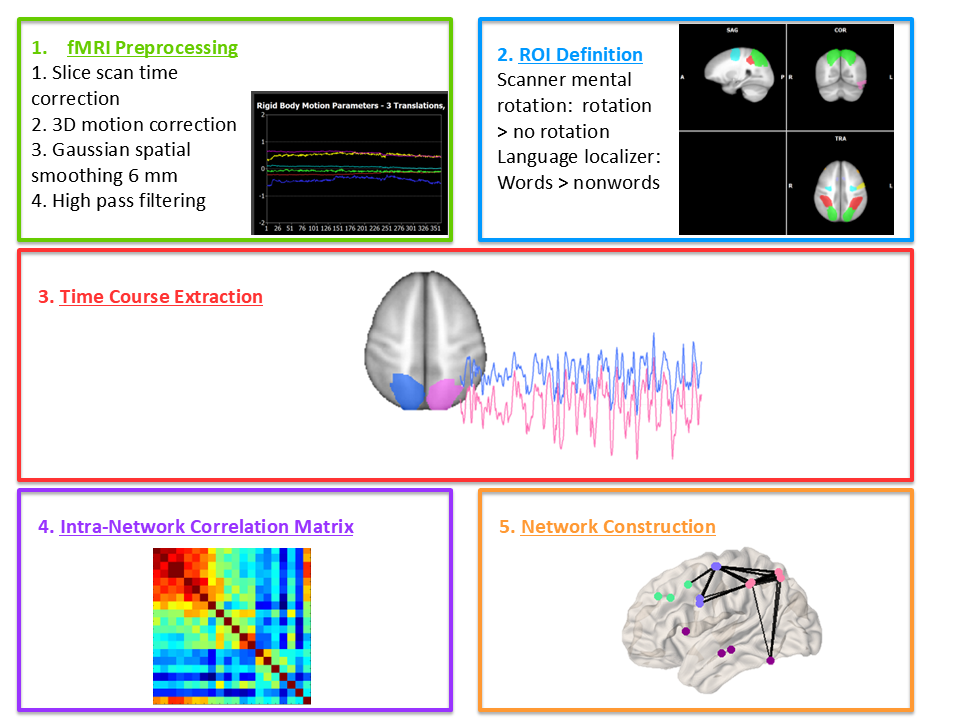 1. fMRI Preprocessing
1. Slice scan time
correction
2. 3D motion correction
3. Gaussian spatial
smoothing 6 mm
4. High pass filtering
Rigid Body Motion Parameters - 3 Translations,
2
1
0
-1
-2
1 26 51 76 101 126 151 176 201 226 251 276 301 326 351
2. ROI Definition
Scanner mental
rotation: rotation
> no rotation
Language localizer:
Words > nonwords
SAG
COR
A
P
R
L
TRA
R
L
3. Time Course Extraction
4. Intra-Network Correlation Matrix
5. Network Construction